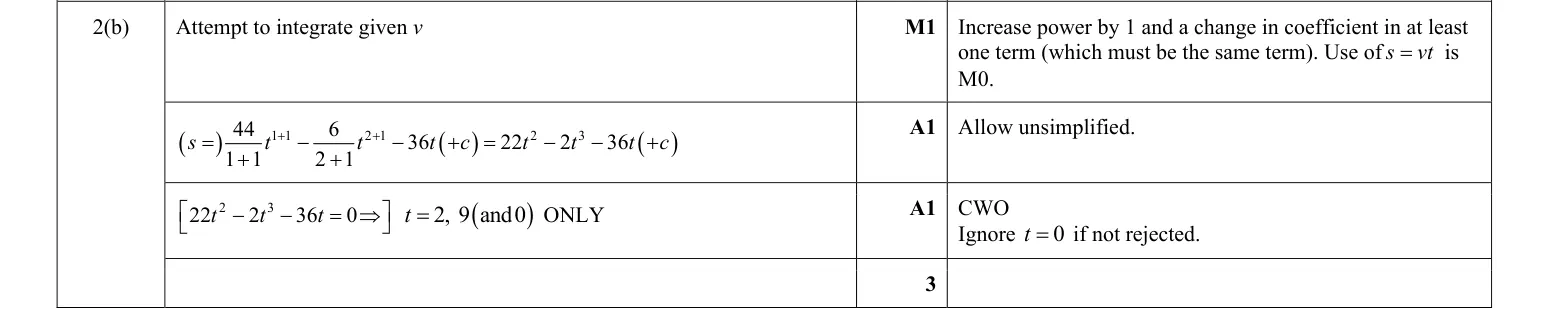 2(b)
Attempt to integrate given v
M1
Increase power by 1 and a change in coefficient in at least
one term (which must be the same term). Use of s = vt is
M0.
(s =) 44/(1+1) t^(1+1) − 6/(2+1) t^(2+1) − 36t (+c) = 22t² − 2t³ − 36t (+c)
A1
Allow unsimplified.
[22t² − 2t³ − 36t = 0 ⇒] t = 2, 9 (and 0) ONLY
A1
CWO
Ignore t = 0 if not rejected.
3